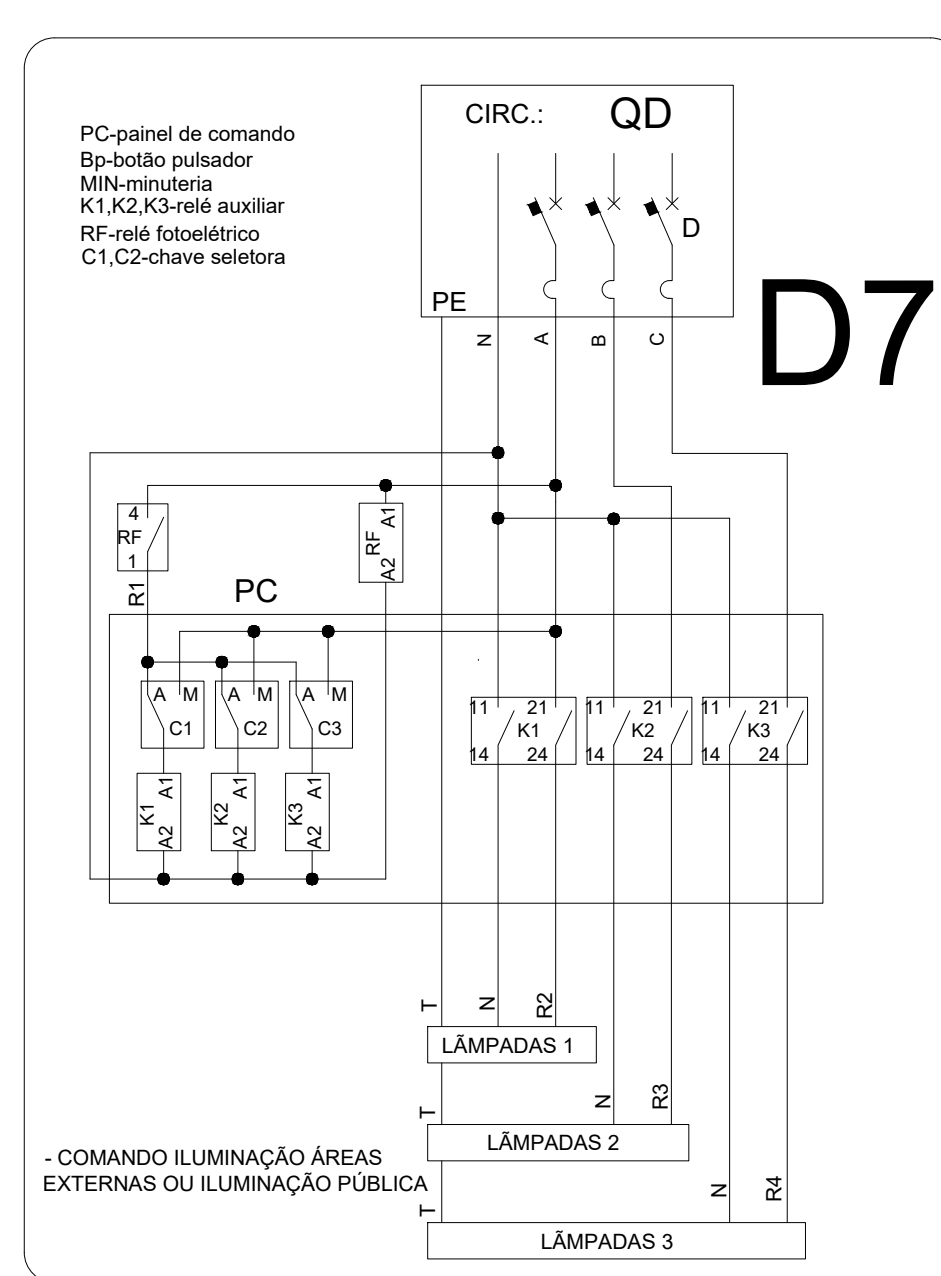 CIRC.: QD
PC-painel de comando
Bp-botão pulsador
MIN-minuteria
K1,K2,K3-relé auxiliar
RF-relé fotoelétrico
C1,C2-chave seletora
D
PE
D7
N A B C
4
RF
1
R1
A1
RF
A2
PC
A M C1
A M C2
A M C3
11 21
K1
14 24
11 21
K2
14 24
11 21
K3
14 24
K1 A1 A2
K2 A1 A2
K3 A1 A2
T N R2
LÃMPADAS 1
T N R3
LÃMPADAS 2
- COMANDO ILUMINAÇÃO ÁREAS
EXTERNAS OU ILUMINAÇÃO PÚBLICA
T N R4
LÃMPADAS 3